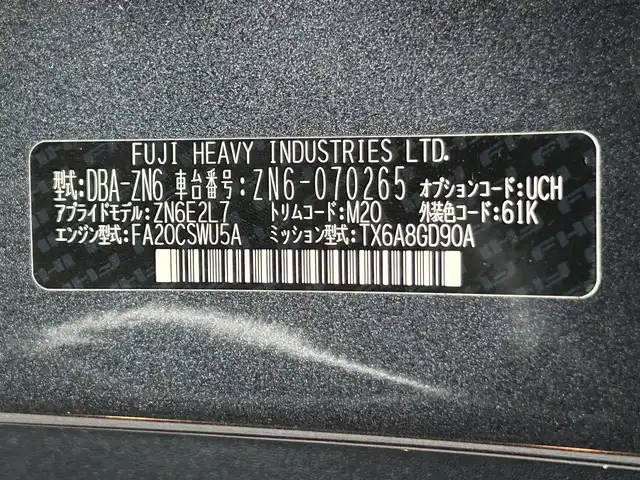 FUJI HEAVY INDUSTRIES LTD.
型式:DBA-ZN6 車台番号:ZN6-070265 オプションコード:UCH
アプライドモデル:ZN6E2L7 トリムコード:M20 外装色コード:61K
エンジン型式:FA20CSWU5A ミッション型式:TX6A8GD90A